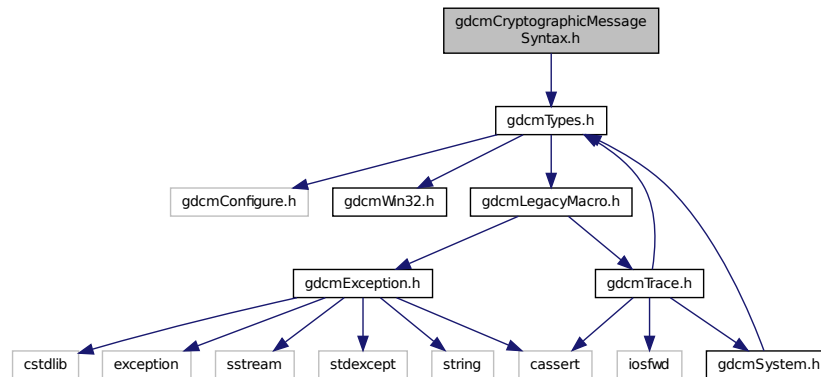 gdcmCryptographicMessage
Syntax.h
gdcmTypes.h
gdcmConfigure.h
gdcmWin32.h
gdcmLegacyMacro.h
gdcmException.h
gdcmTrace.h
cstdlib
exception
sstream
stdexcept
string
cassert
iosfwd
gdcmSystem.h